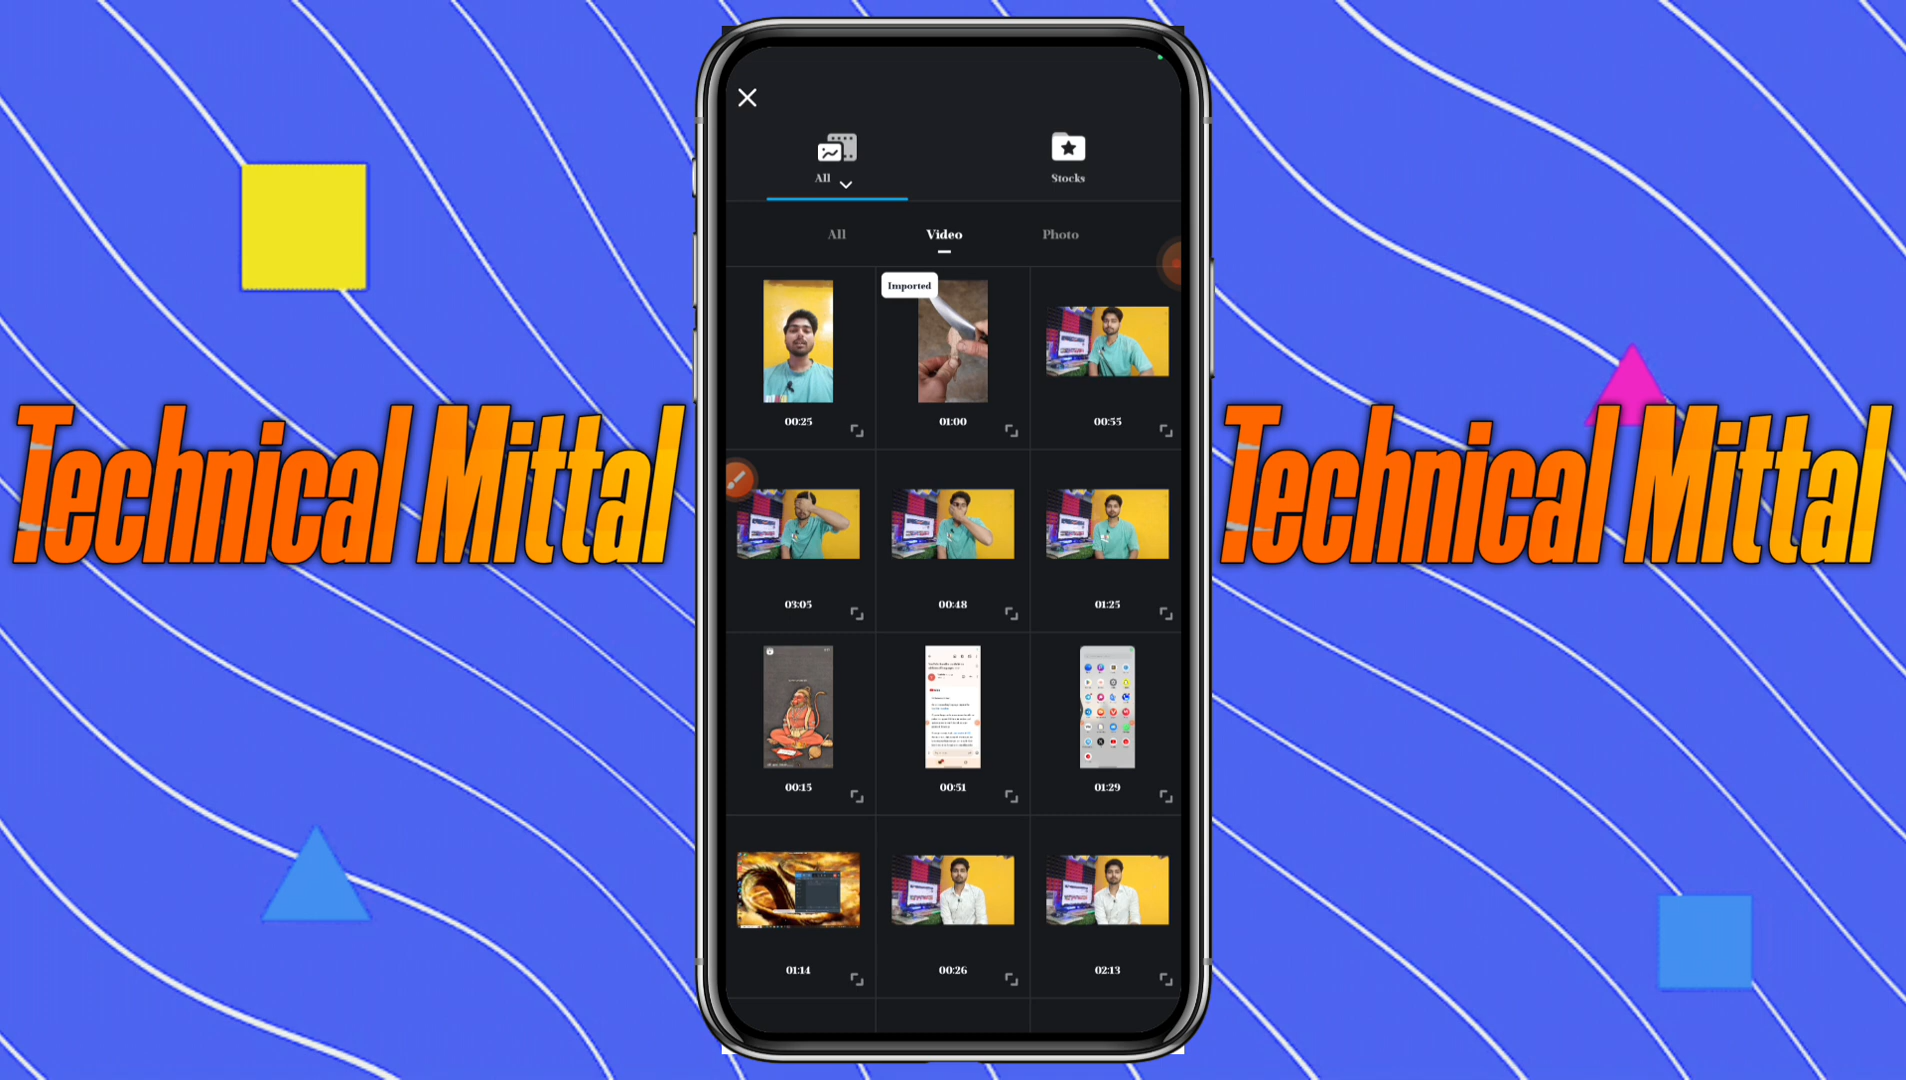 All
Stocks
All
Video
Photo
Imported
00:25
01:00
00:55
Technical Mittal
Technical Mittal
03:05
00:48
01:25
00:15
00:51
01:29
01:14
00:26
02:13